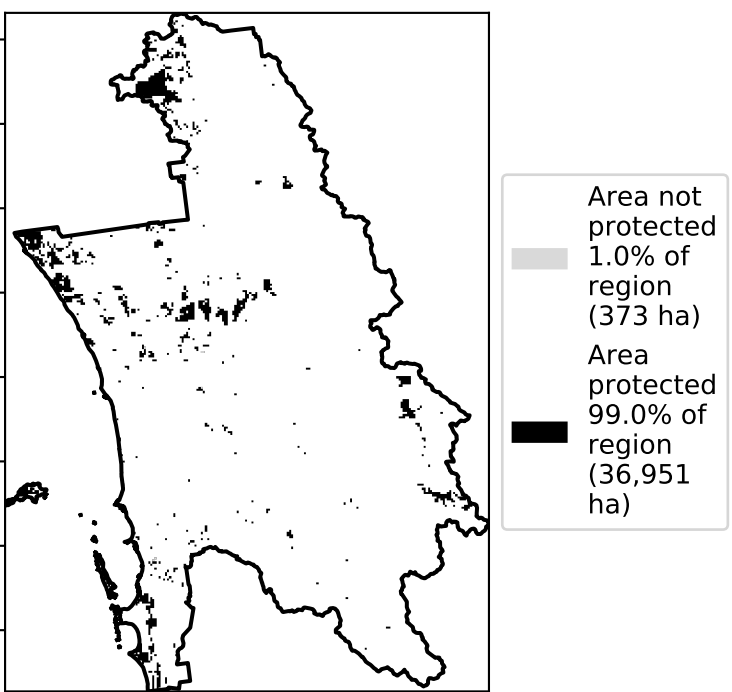 Area not
protected
1.0% of
region
(373 ha)
Area
protected
99.0% of
region
(36,951
ha)